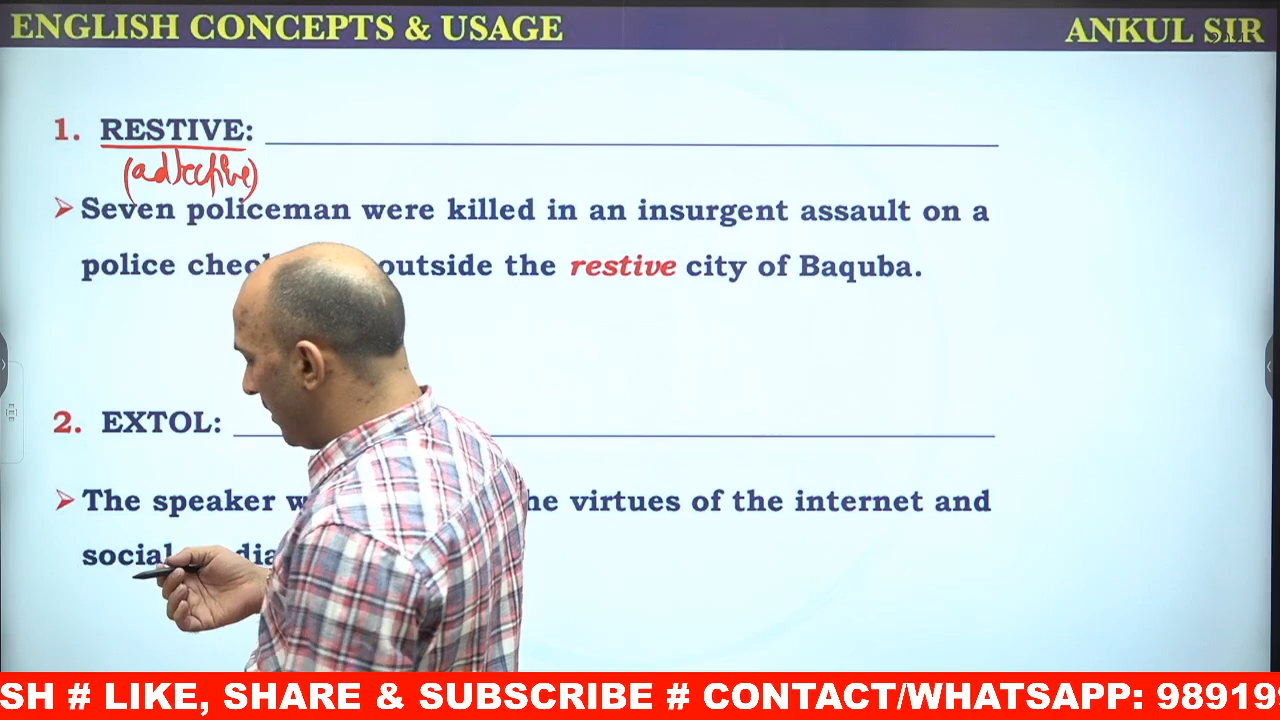 ENGLISH CONCEPTS & USAGE
ANKUL SIR
1. RESTIVE:
(adjective)
➢ Seven policeman were killed in an insurgent assault on a
police outside the restive city of Baquba.
2. EXTOL:
➢ The speaker virtues of the internet and
social
SH # LIKE, SHARE & SUBSCRIBE # CONTACT/WHATSAPP: 98919